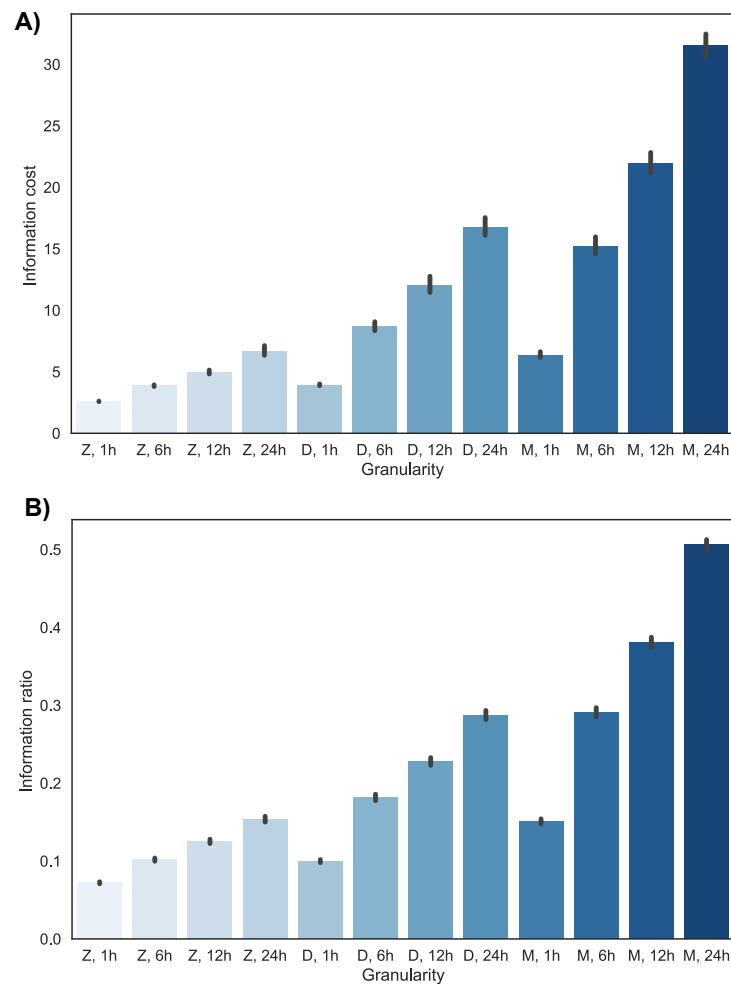 A)
30
25
20
15
10
5
0
Information cost
Z, 1h Z, 6h Z, 12h Z, 24h D, 1h D, 6h D, 12h D, 24h M, 1h M, 6h M, 12h M, 24h
Granularity
B)
0.5
0.4
0.3
0.2
0.1
0.0
Information ratio
Z, 1h Z, 6h Z, 12h Z, 24h D, 1h D, 6h D, 12h D, 24h M, 1h M, 6h M, 12h M, 24h
Granularity